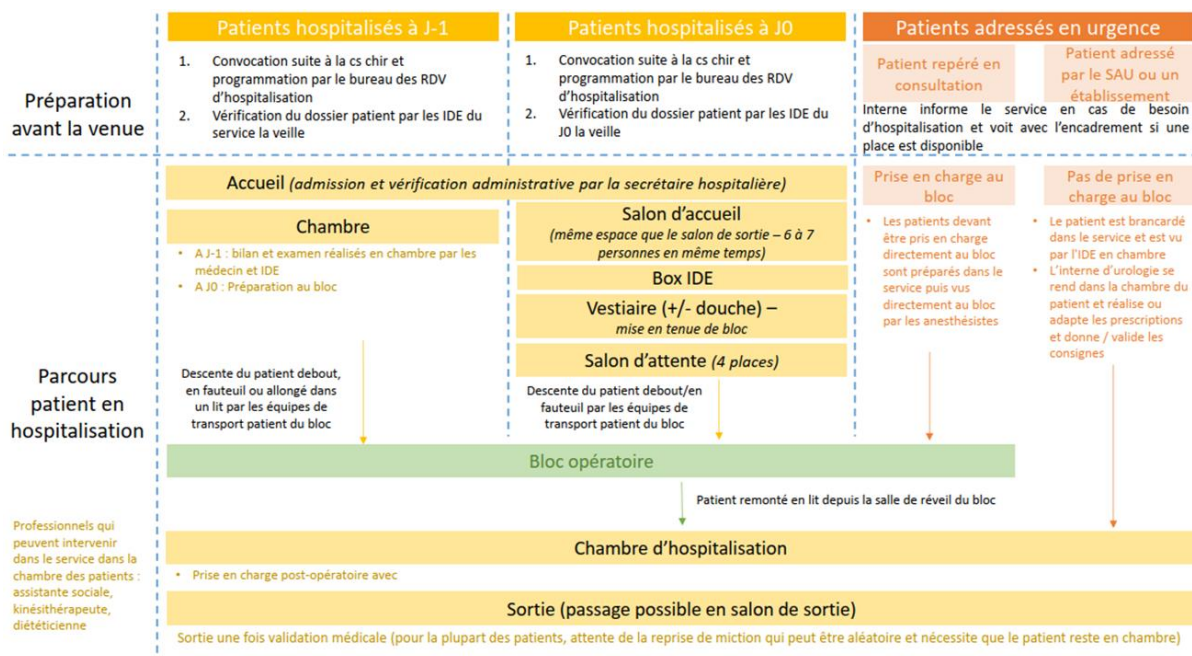 Patients hospitalisés à J-1
Patients hospitalisés à J0
Patients adressés en urgence
Préparation
avant la venue
1. Convocation suite à la cs chir et
programmation par le bureau des RDV
d'hospitalisation
2. Vérification du dossier patient par les IDE du
service la veille
1. Convocation suite à la cs chir et
programmation par le bureau des RDV
d'hospitalisation
2. Vérification du dossier patient par les IDE du
J0 la veille
Patient repéré en
consultation
Patient adressé
par le SAU ou un
établissement
Interne informe le service en cas de besoin
d'hospitalisation et voit avec l'encadrement si une
place est disponible
Parcours
patient en
hospitalisation
Accueil (admission et vérification administrative par la secrétaire hospitalière)
Chambre
• A J-1 : bilan et examen réalisés en chambre par les
médecin et IDE
• A J0 : Préparation au bloc
Descente du patient debout,
en fauteuil ou allongé dans
un lit par les équipes de
transport patient du bloc
Salon d'accueil
(même espace que le salon de sortie – 6 à 7
personnes en même temps)
Box IDE
Vestiaire (+/- douche) –
mise en tenue de bloc
Salon d'attente (4 places)
Descente du patient debout/en
fauteuil par les équipes de
transport patient du bloc
Prise en charge au
bloc
• Les patients devant
être pris en charge
directement au bloc
sont préparés dans le
service puis vus
directement au bloc
par les anesthésistes
Pas de prise en
charge au bloc
• Le patient est brancardé
dans le service et est vu
par l'IDE en chambre
• L'interne d'urologie se
rend dans la chambre du
patient et réalise ou
adapte les prescriptions
et donne / valide les
consignes
Bloc opératoire
Patient remonté en lit depuis la salle de réveil du bloc
Professionnels qui
peuvent intervenir
dans le service dans la
chambre des patients :
assistante sociale,
kinésithérapeute,
diététicienne
Chambre d'hospitalisation
• Prise en charge post-opératoire avec
Sortie (passage possible en salon de sortie)
Sortie une fois validation médicale (pour la plupart des patients, attente de la reprise de miction qui peut être aléatoire et nécessite que le patient reste en chambre)